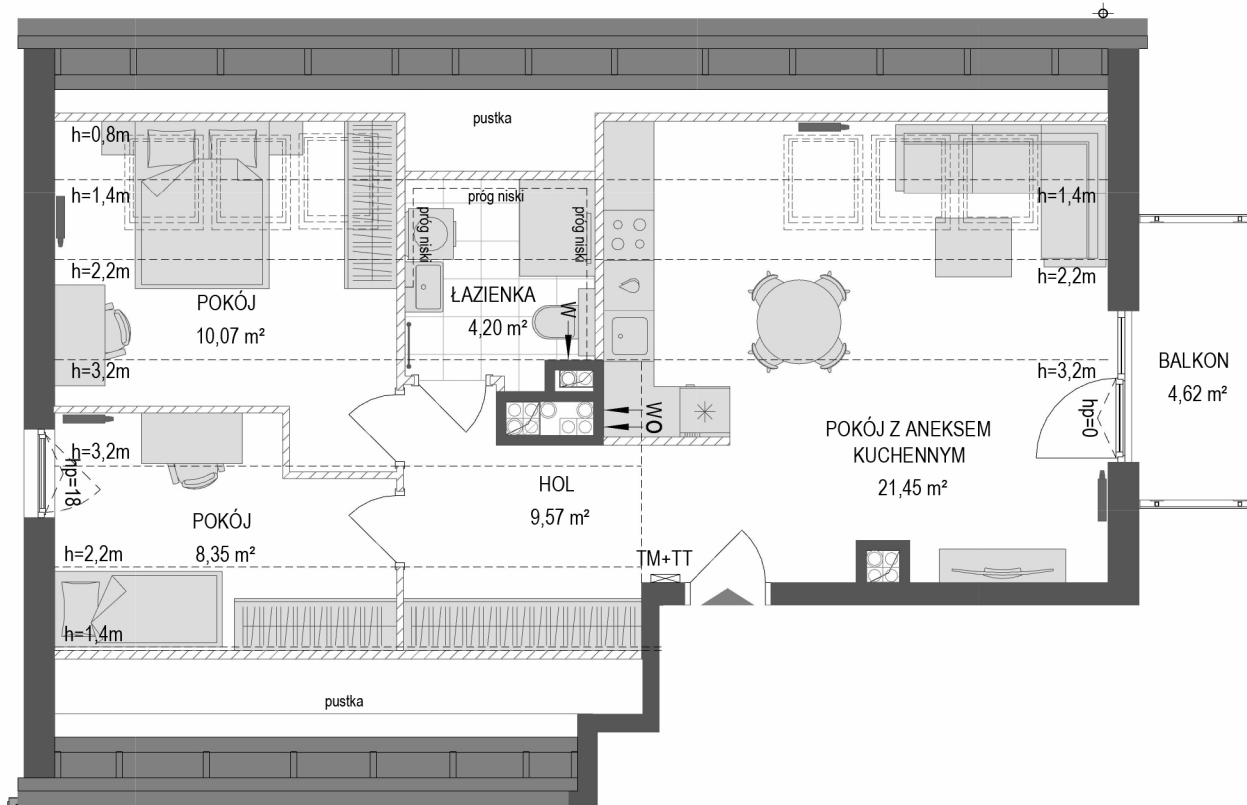 pustka
h=0,8m
h=1,4m
próg niski
próg niski
próg niski
h=1,4m
h=2,2m
h=2,2m
POKÓJ
10,07 m²
ŁAZIENKA
4,20 m²
W
h=3,2m
h=3,2m
BALKON
4,62 m²
WO
hp=0
POKÓJ Z ANEKSEM
KUCHENNYM
21,45 m²
h=3,2m
hp=18
HOL
9,57 m²
POKÓJ
8,35 m²
h=2,2m
TM+TT
h=1,4m
pustka